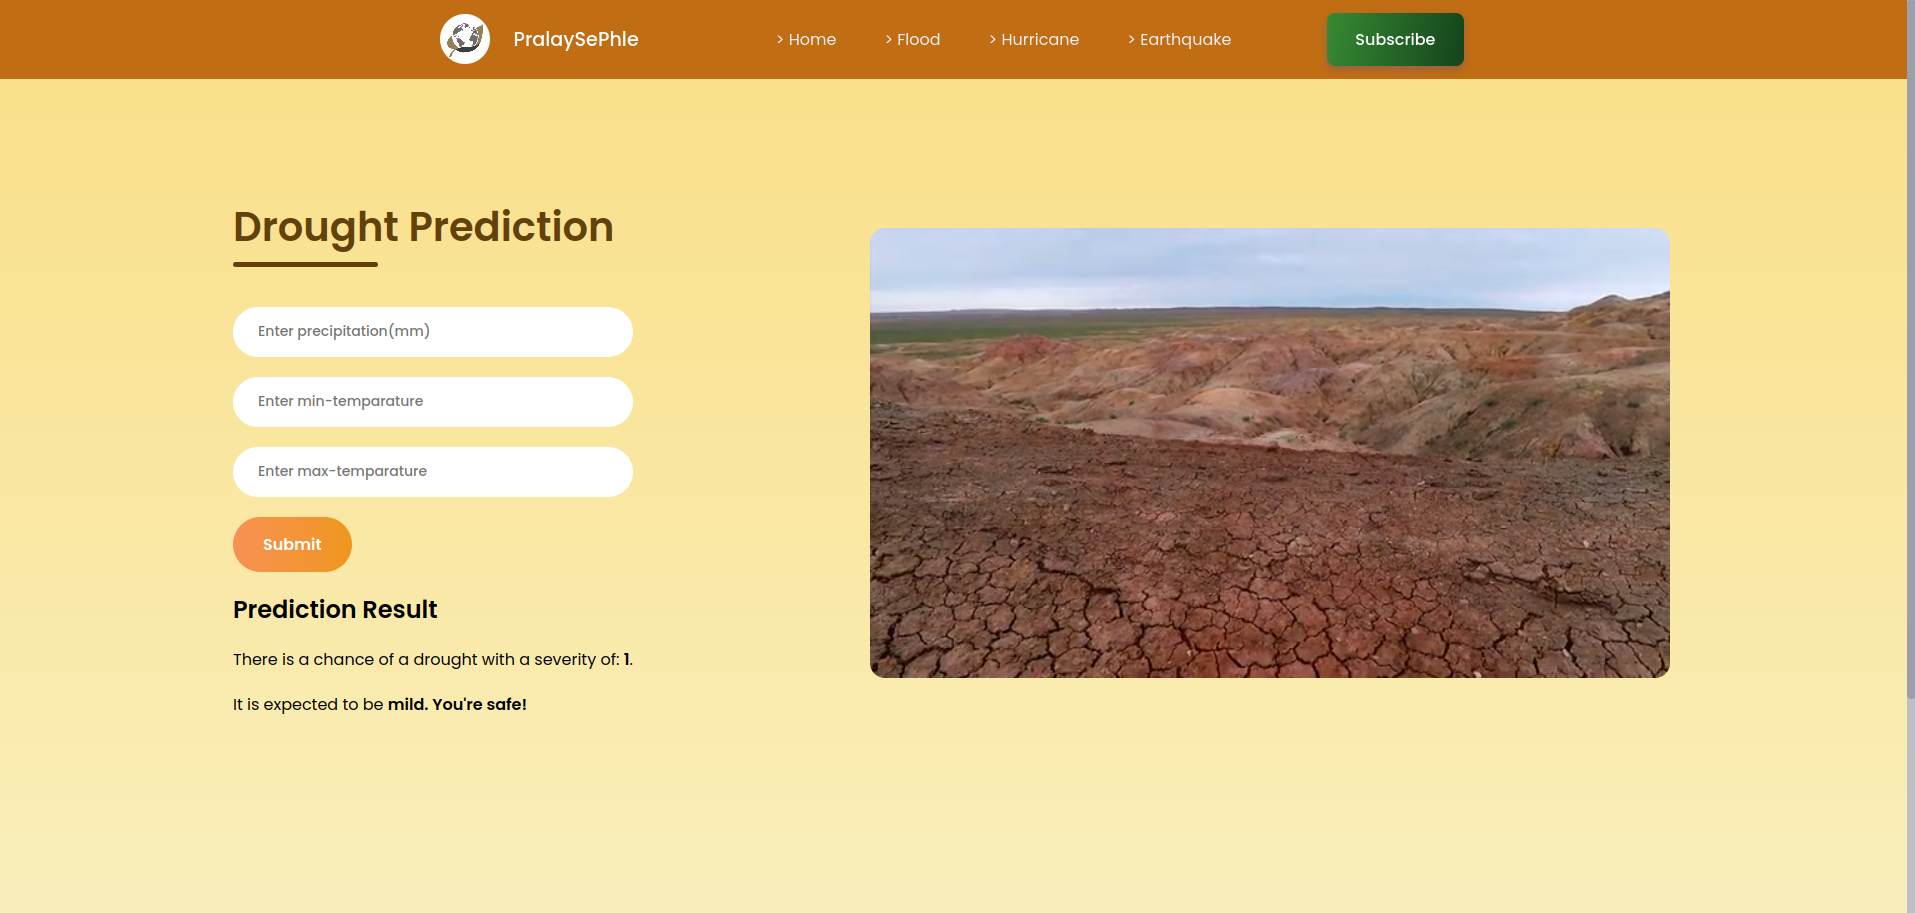 PralaySePhle
> Home
> Flood
> Hurricane
> Earthquake
Subscribe
Drought Prediction
Enter precipitation(mm)
Enter min-temparature
Enter max-temparature
Submit
Prediction Result
There is a chance of a drought with a severity of: 1.
It is expected to be mild. You're safe!